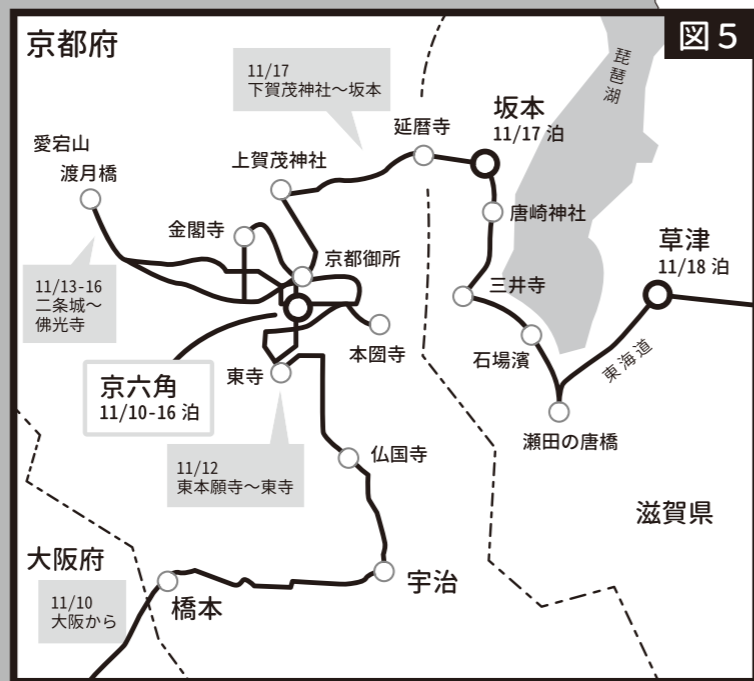 図５
京都府
琵琶湖
11/17
下賀茂神社～坂本
坂本
11/17 泊
延暦寺
愛宕山
渡月橋
上賀茂神社
唐崎神社
金閣寺
京都御所
草津
11/18 泊
11/13-16
二条城～
佛光寺
三井寺
本圀寺
石場濱
東海道
京六角
11/10-16 泊
東寺
瀬田の唐橋
11/12
東本願寺～東寺
仏国寺
滋賀県
大阪府
宇治
橋本
11/10
大阪から